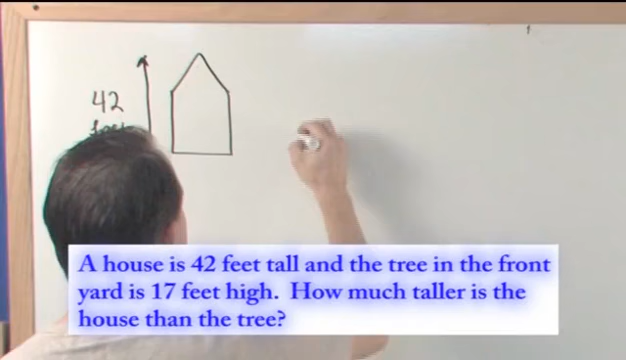 42
feet
A house is 42 feet tall and the tree in the front
yard is 17 feet high.  How much taller is the
house than the tree?